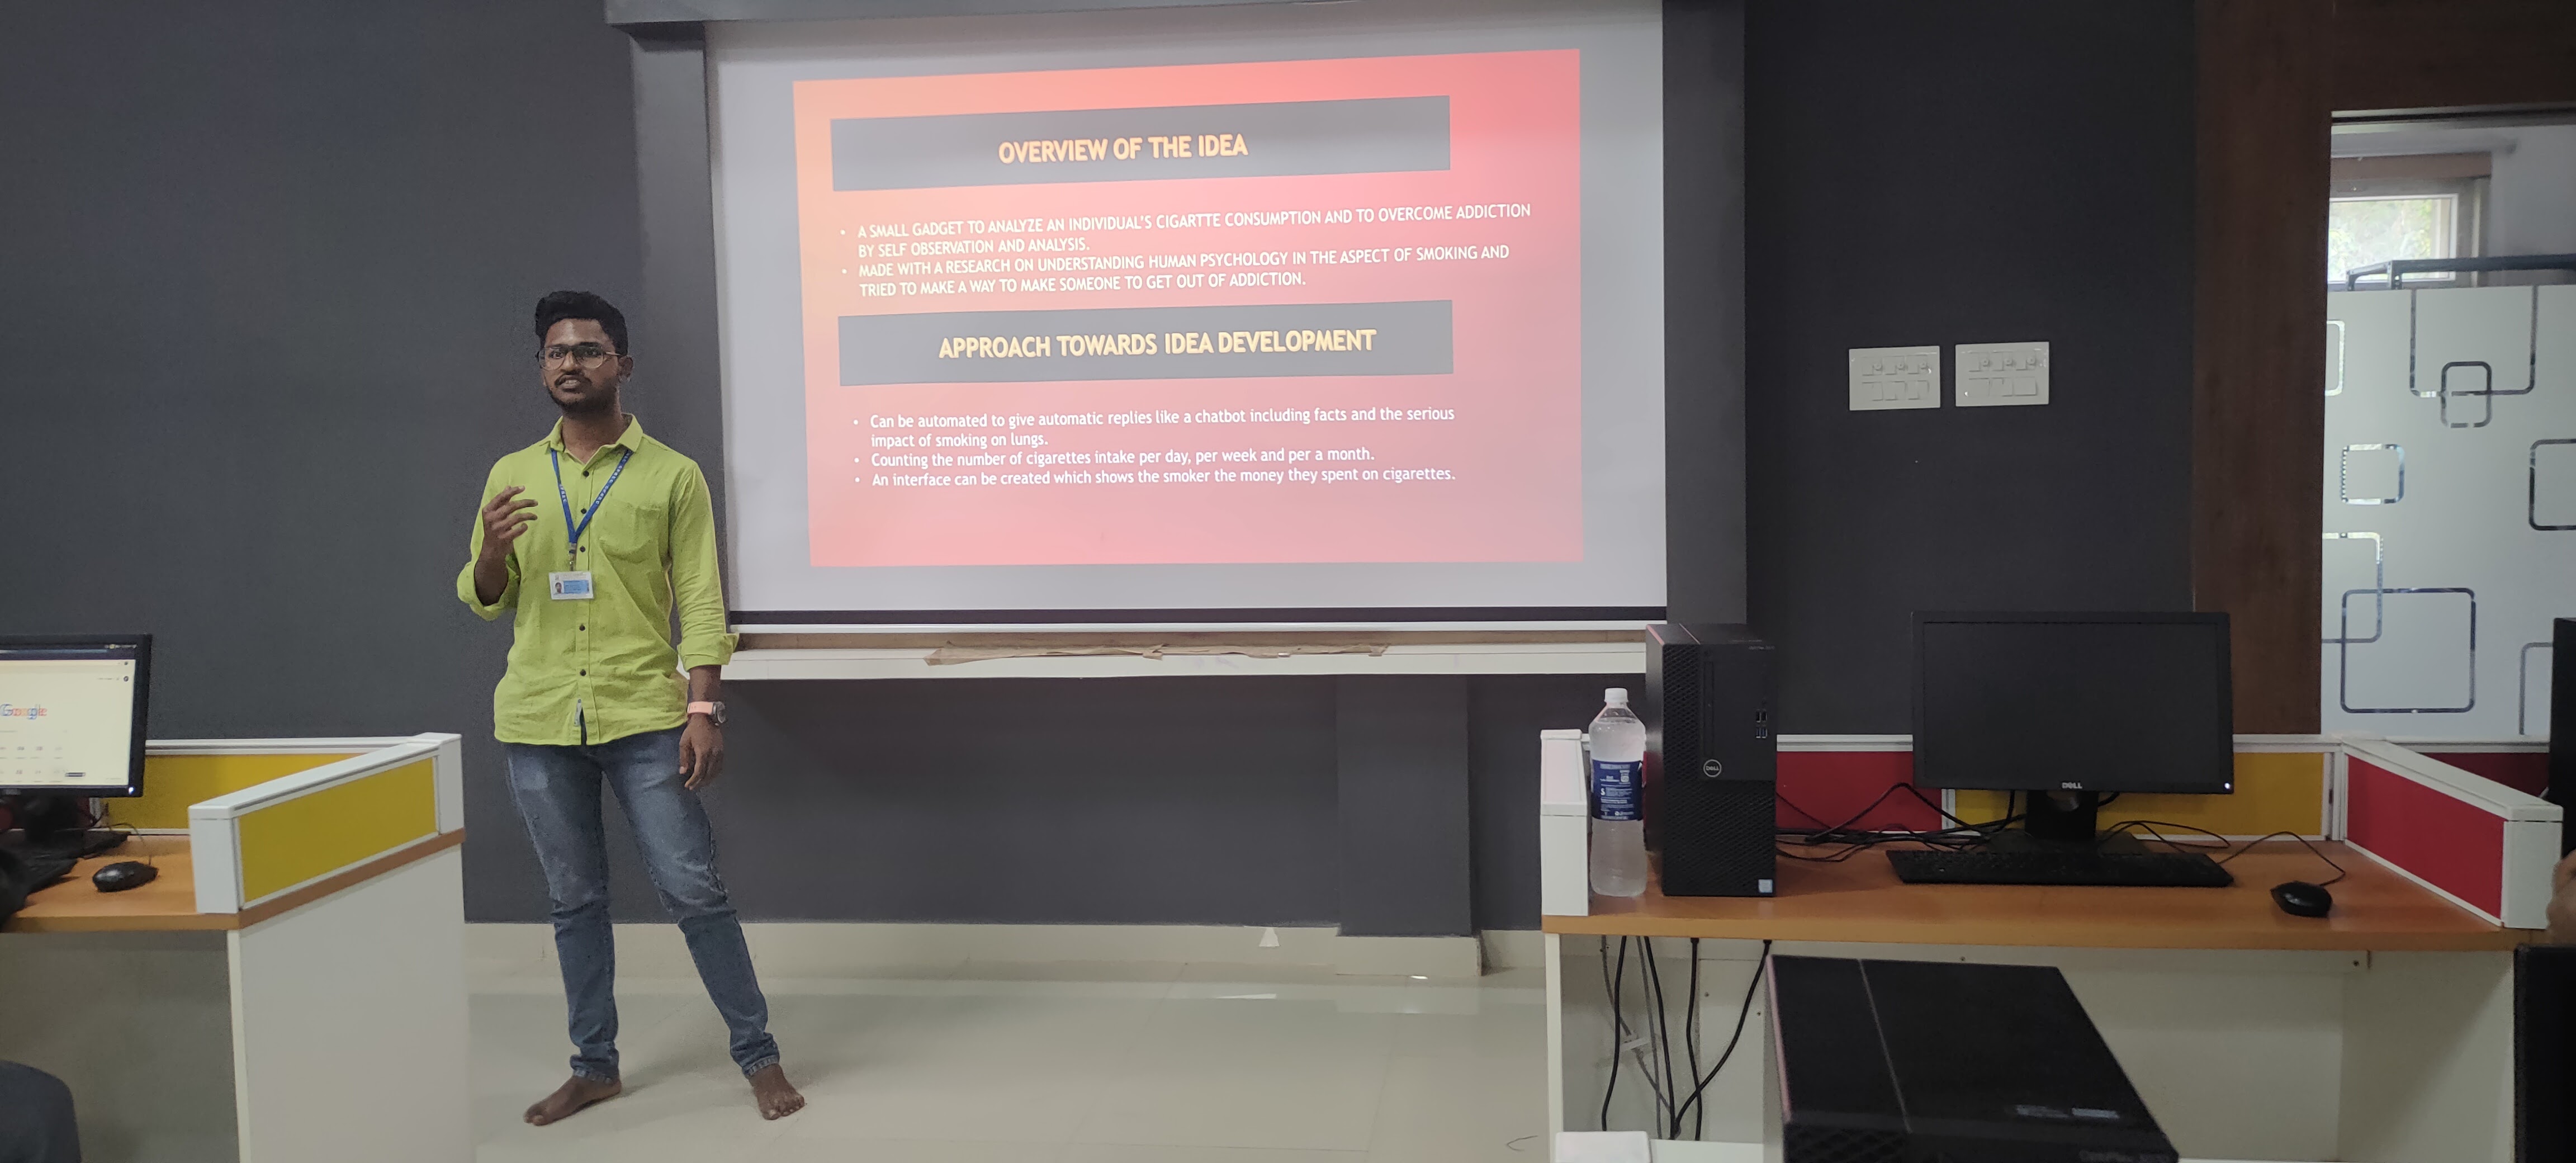 OVERVIEW OF THE IDEA
• A SMALL GADGET TO ANALYZE AN INDIVIDUAL'S CIGARTTE CONSUMPTION AND TO OVERCOME ADDICTION
BY SELF OBSERVATION AND ANALYSIS.
• MADE WITH A RESEARCH ON UNDERSTANDING HUMAN PSYCHOLOGY IN THE ASPECT OF SMOKING AND
TRIED TO MAKE A WAY TO MAKE SOMEONE TO GET OUT OF ADDICTION.
APPROACH TOWARDS IDEA DEVELOPMENT
• Can be automated to give automatic replies like a chatbot including facts and the serious
impact of smoking on lungs.
• Counting the number of cigarettes intake per day, per week and per a month.
• An interface can be created which shows the smoker the money they spent on cigarettes.
Google
DELL
DELL